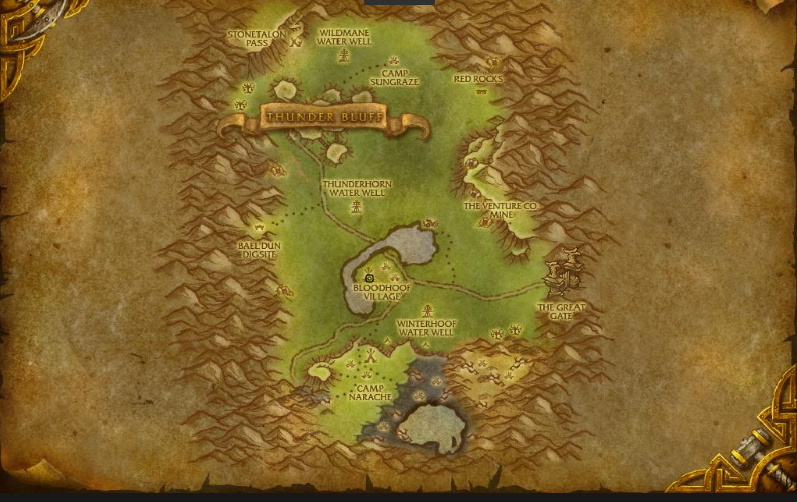 STONETALON
PASS
WILDMANE
WATER WELL
CAMP
SUNGRAZE
RED ROCKS
THUNDER BLUFF
THUNDERHORN
WATER WELL
THE VENTURE CO.
MINE
BAEL'DUN
DIGSITE
BLOODHOOF
VILLAGE
THE GREAT
GATE
WINTERHOOF
WATER WELL
CAMP
NARACHE